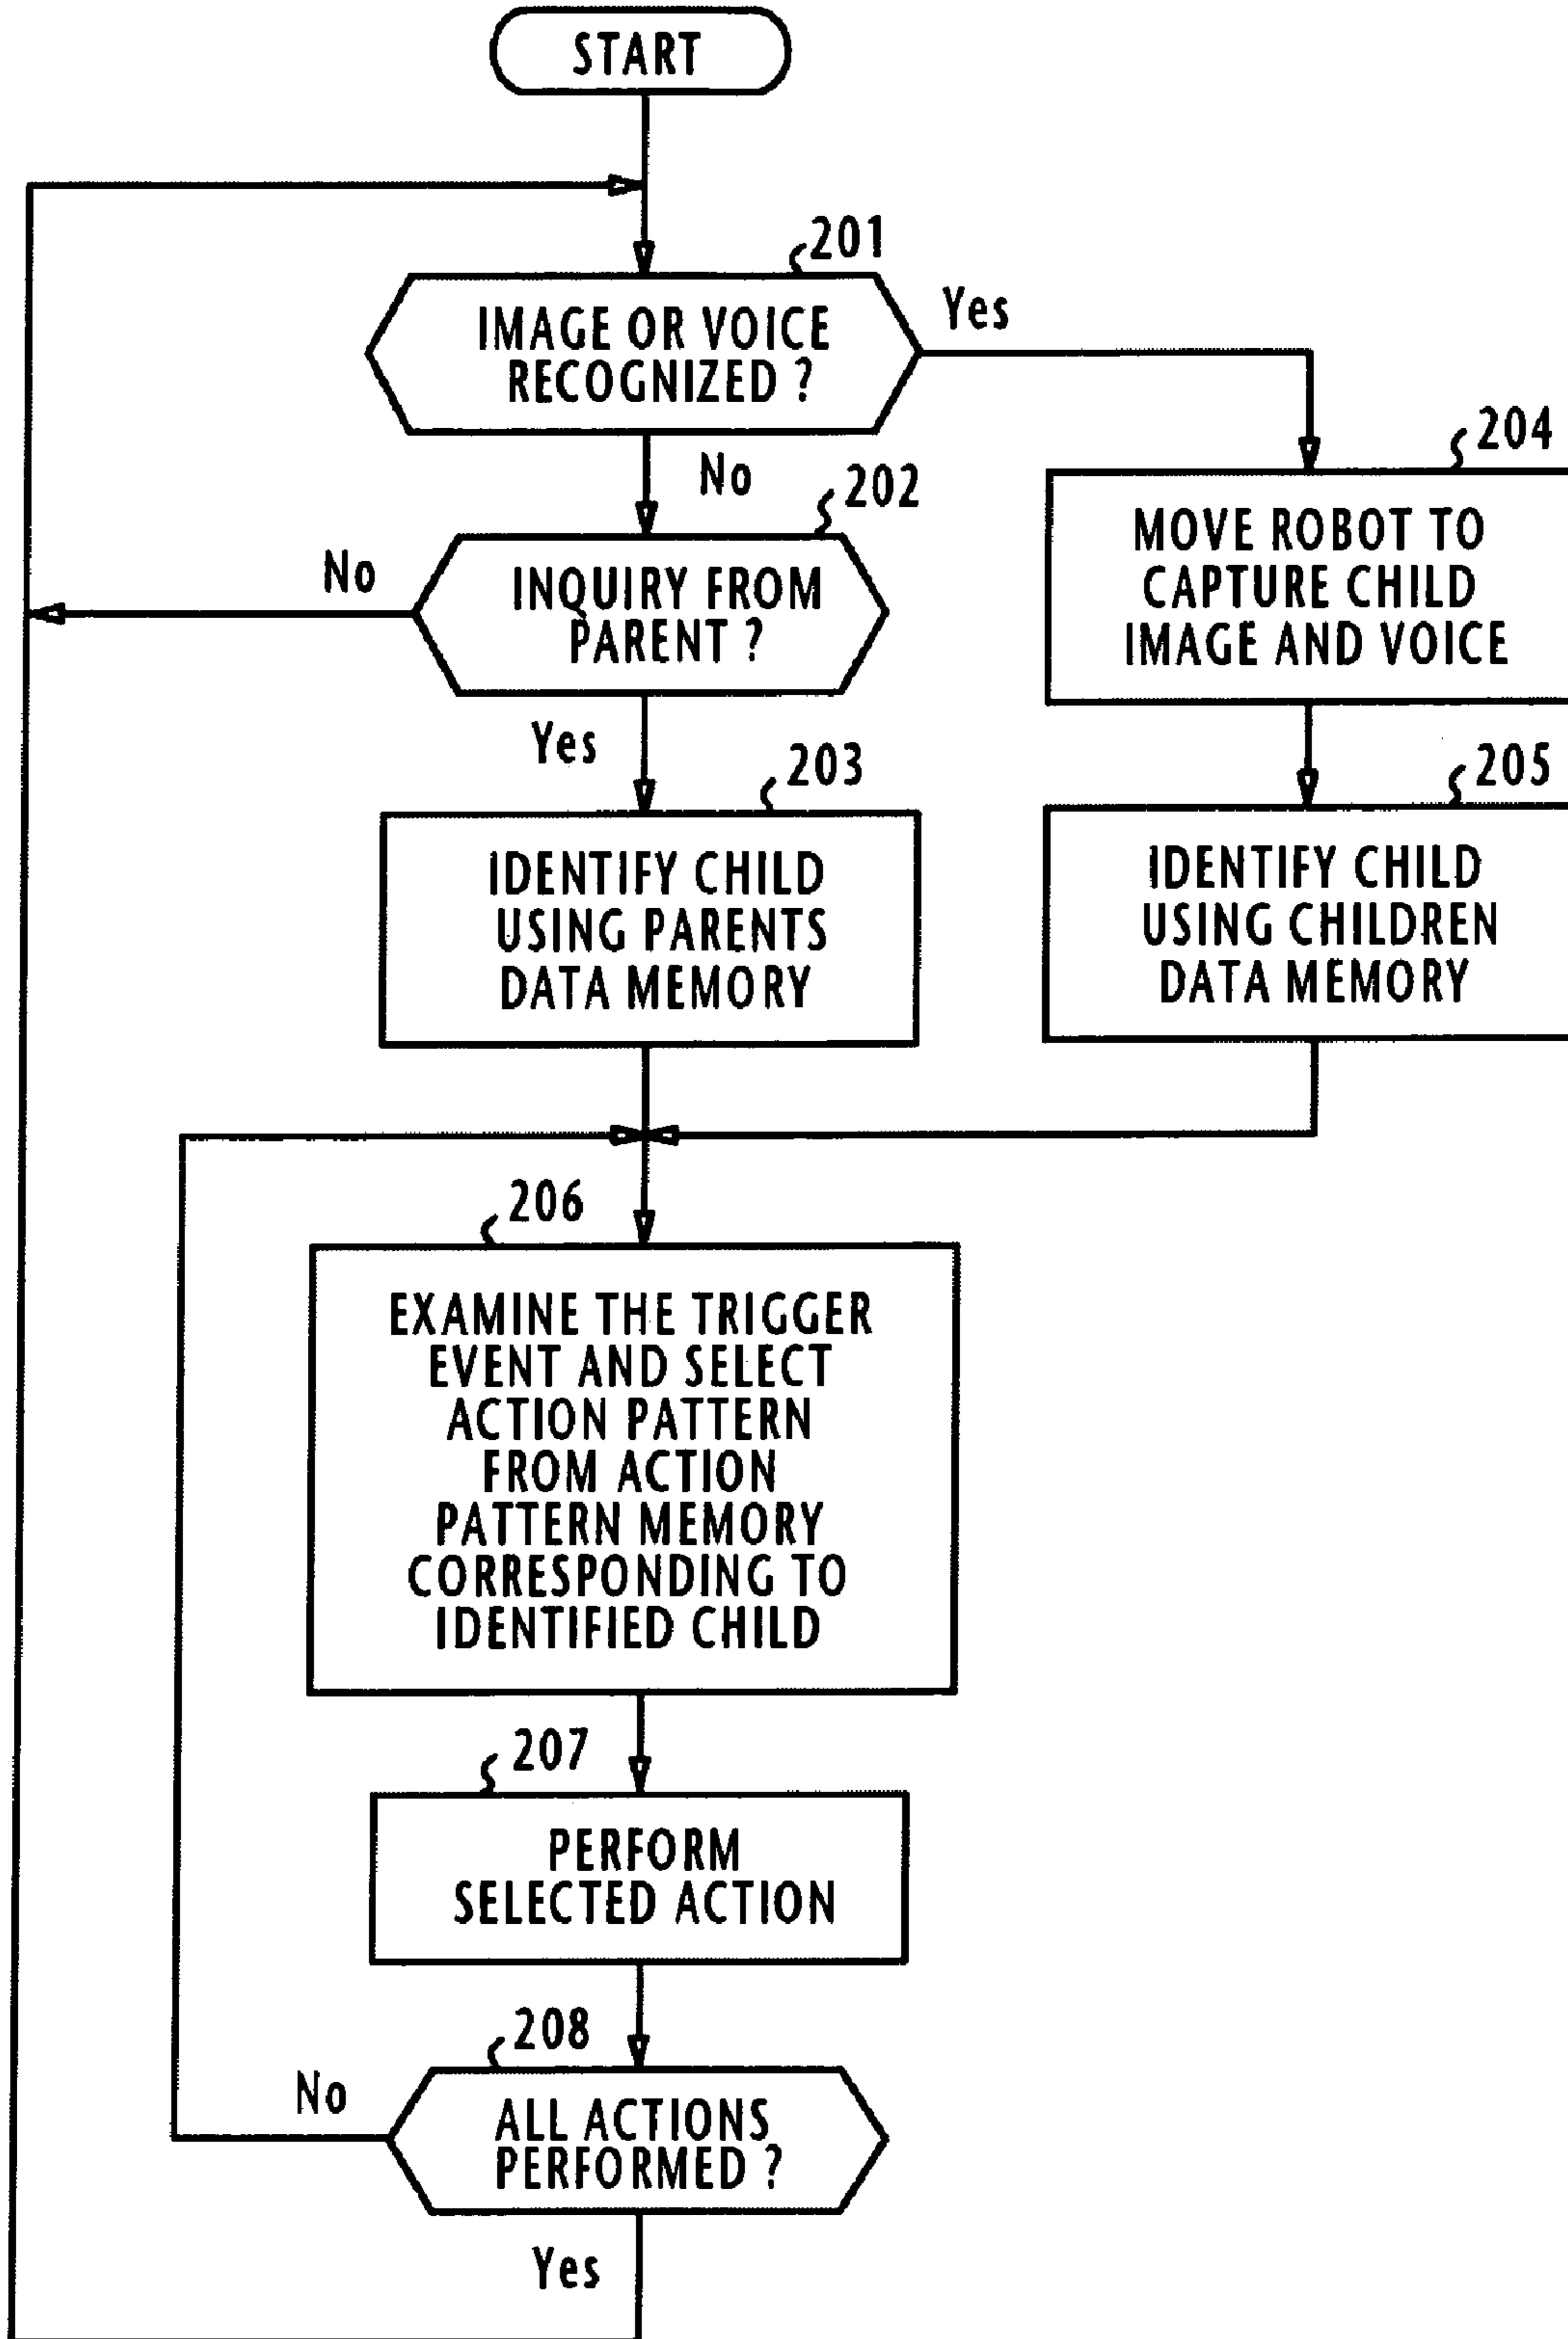 START
201
IMAGE OR VOICE
RECOGNIZED ?
Yes
No
202
INQUIRY FROM
PARENT ?
No
Yes
203
IDENTIFY CHILD
USING PARENTS
DATA MEMORY
204
MOVE ROBOT TO
CAPTURE CHILD
IMAGE AND VOICE
205
IDENTIFY CHILD
USING CHILDREN
DATA MEMORY
206
EXAMINE THE TRIGGER
EVENT AND SELECT
ACTION PATTERN
FROM ACTION
PATTERN MEMORY
CORRESPONDING TO
IDENTIFIED CHILD
207
PERFORM
SELECTED ACTION
208
ALL ACTIONS
PERFORMED ?
No
Yes